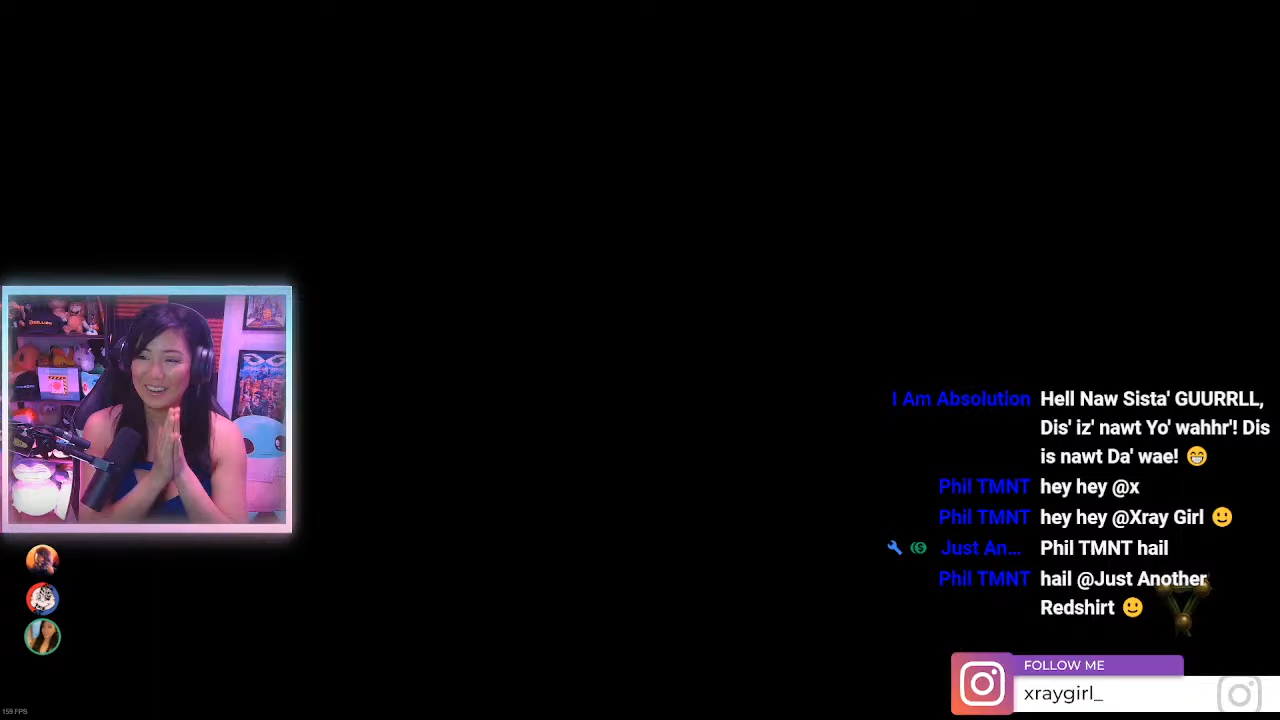 I Am Absolution Hell Naw Sista' GUURRLL,
Dis' iz' nawt Yo' wahhr'! Dis
is nawt Da' wae! 😁
Phil TMNT hey hey @x
Phil TMNT hey hey @Xray Girl 🙂
Just An... Phil TMNT hail
Phil TMNT hail @Just Another
Redshirt 🙂
FOLLOW ME
xraygirl_
159 FPS